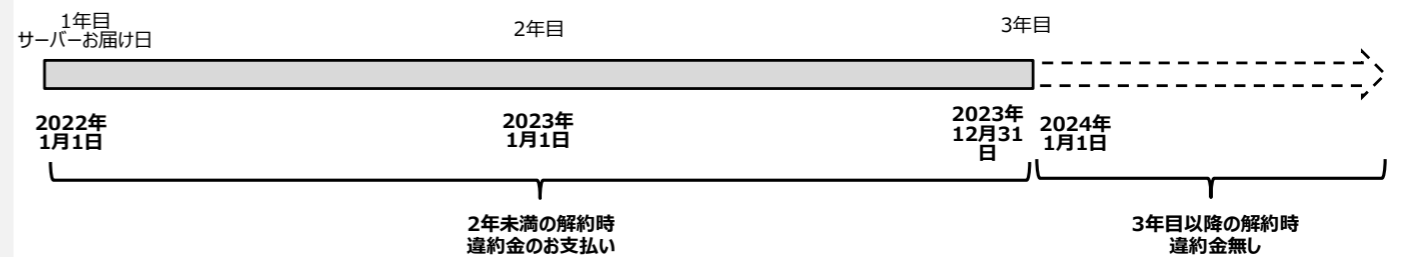 1年目
サーバーお届け日
2年目
3年目
2022年
1月1日
2023年
1月1日
2023年
12月31
日
2024年
1月1日
2年未満の解約時
違約金のお支払い
3年目以降の解約時
違約金無し